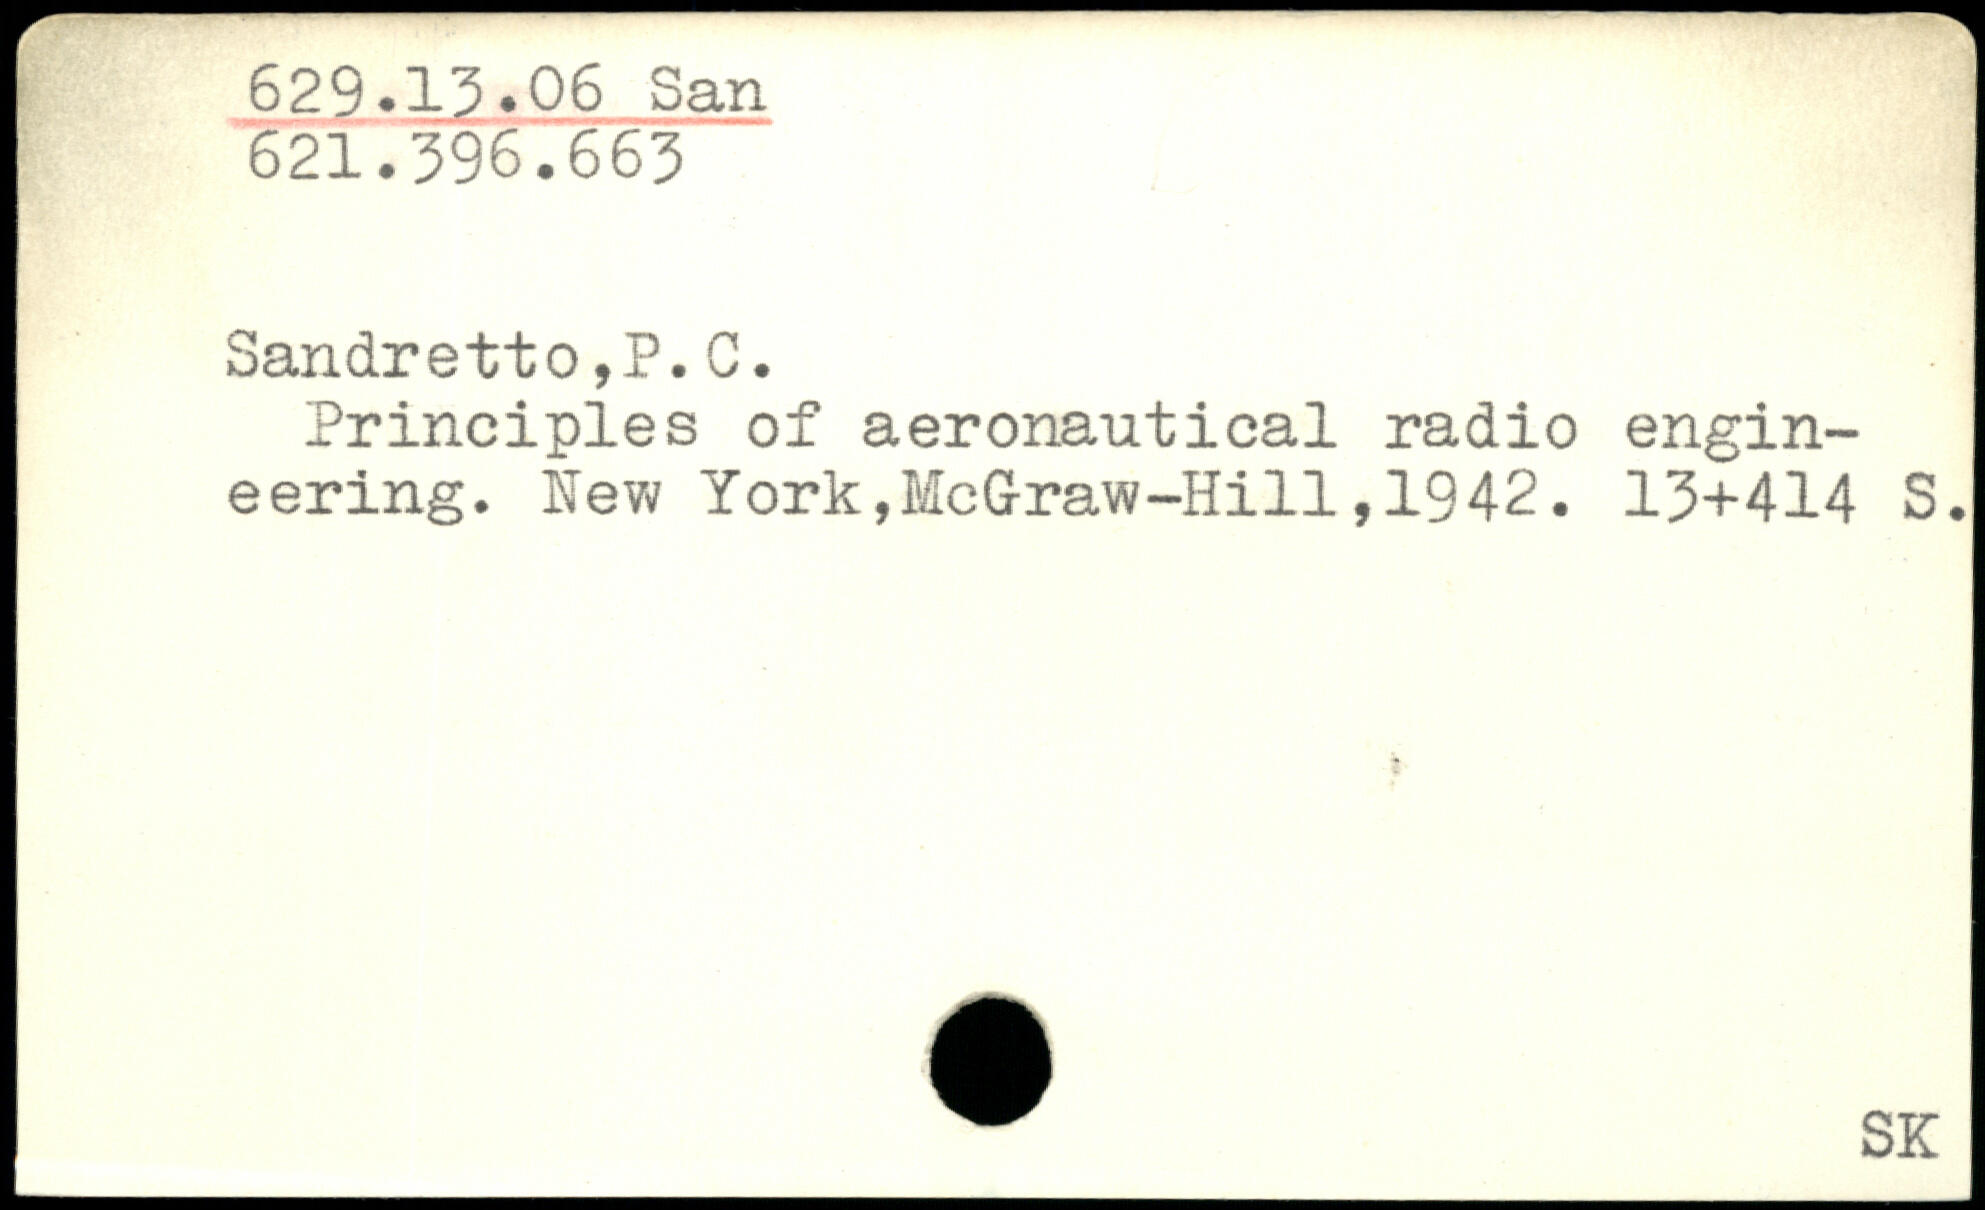 629.13.06 San
621.396.663
Sandretto,P.C.
Principles of aeronautical radio engin-
eering. New York,McGraw-Hill,1942. 13+414 S.
SK